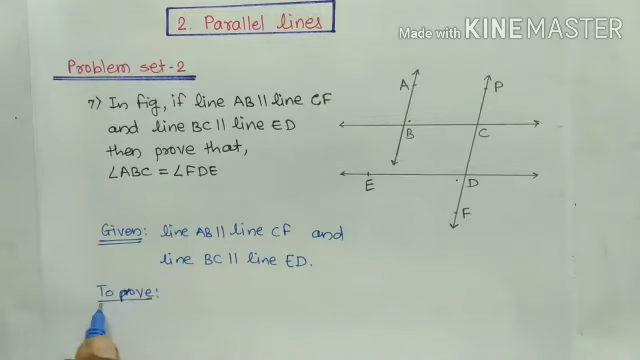 2. Parallel lines
Made with KINEMASTER
Problem set-2
7) In fig, if line AB || line CF
and line BC || line ED
then prove that,
∠ABC = ∠FDE
A
P
B
C
E
D
F
Given: line AB || line CF and
line BC || line ED.
To prove: